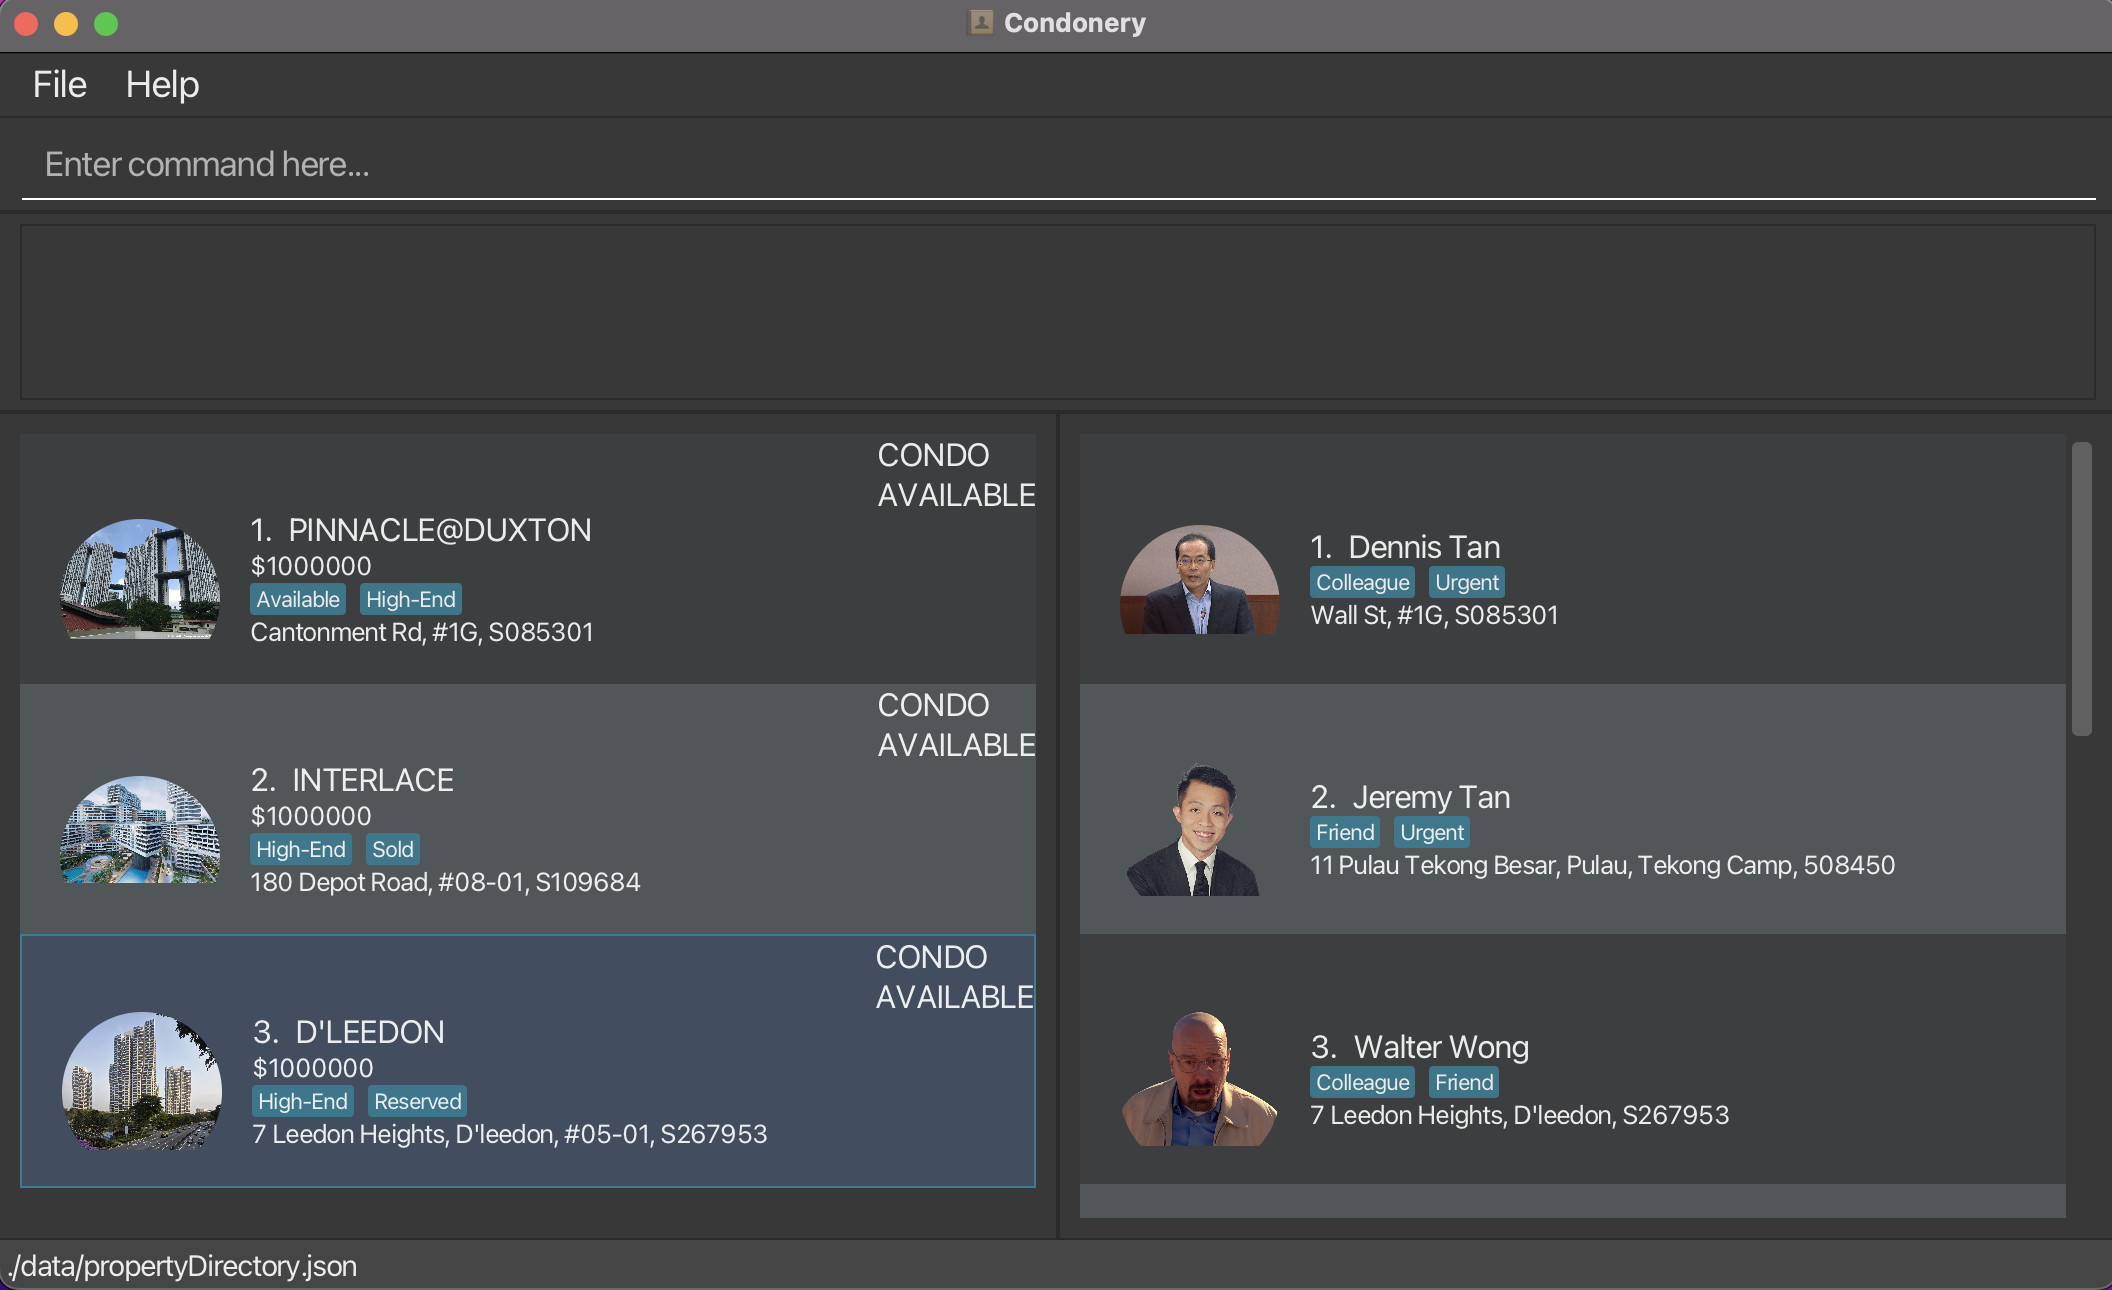 Condonery
File Help
Enter command here...
CONDO
AVAILABLE
1. PINNACLE@DUXTON
$1000000
Available High-End
Cantonment Rd, #1G, S085301
CONDO
AVAILABLE
2. INTERLACE
$1000000
High-End Sold
180 Depot Road, #08-01, S109684
CONDO
AVAILABLE
3. D'LEEDON
$1000000
High-End Reserved
7 Leedon Heights, D'leedon, #05-01, S267953
1. Dennis Tan
Colleague Urgent
Wall St, #1G, S085301
2. Jeremy Tan
Friend Urgent
11 Pulau Tekong Besar, Pulau, Tekong Camp, 508450
3. Walter Wong
Colleague Friend
7 Leedon Heights, D'leedon, S267953
./data/propertyDirectory.json